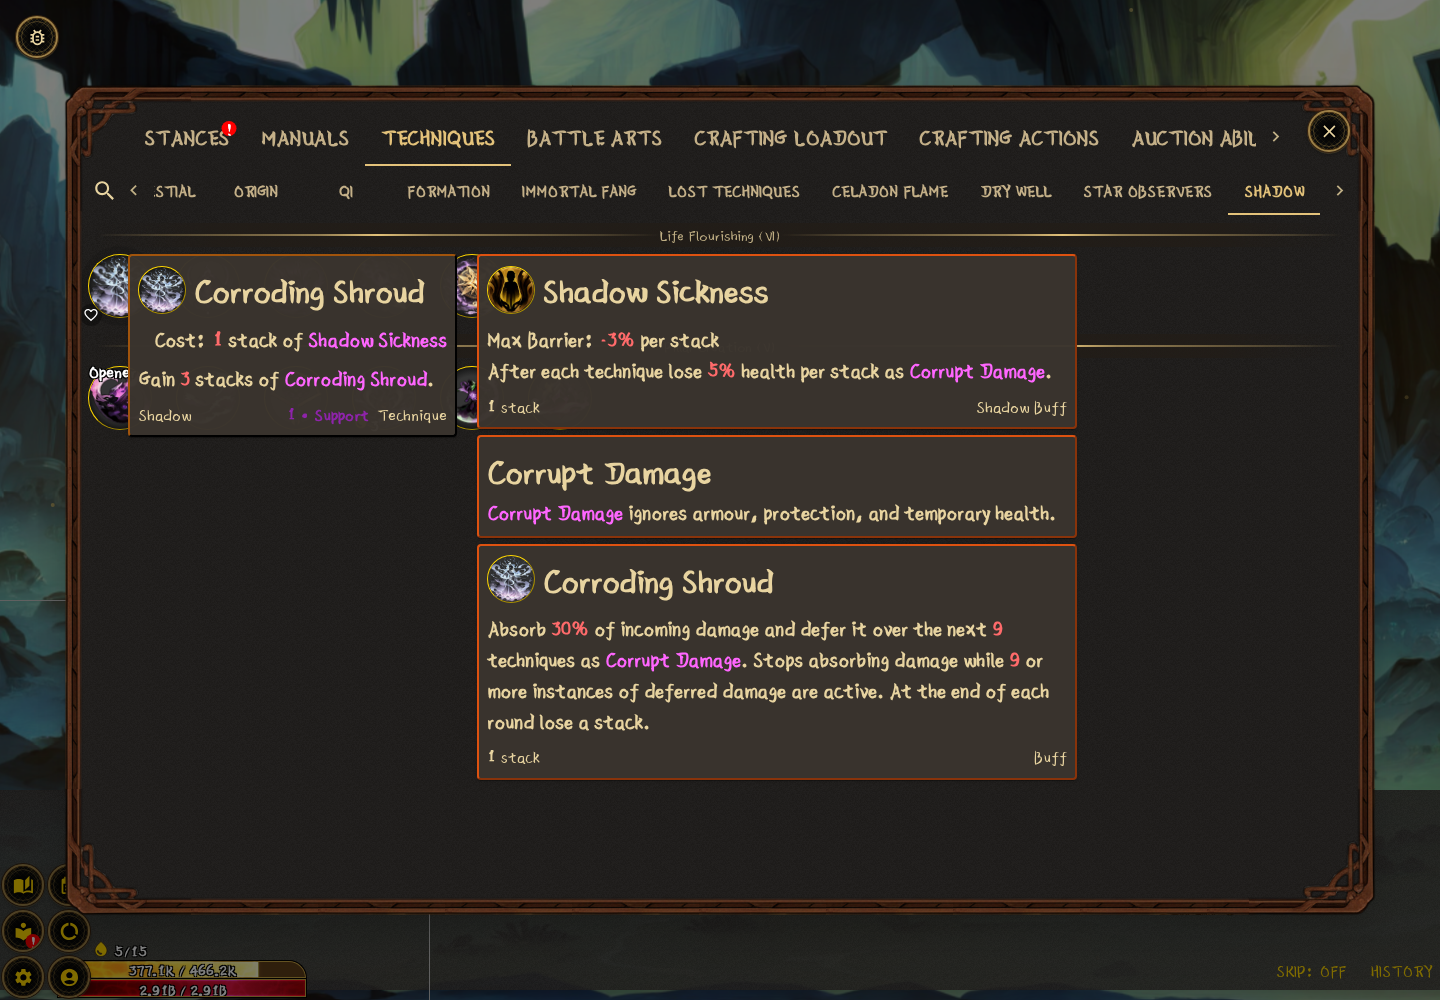 STANCES MANUALS TECHNIQUES BATTLE ARTS CRAFTING LOADOUT CRAFTING ACTIONS AUCTION ABIL
STIAL ORIGIN QI FORMATION IMMORTAL FANG LOST TECHNIQUES CELADON FLAME DRY WELL STAR OBSERVERS SHADOW
Life Flourishing (VI)
Corroding Shroud
Cost: 1 stack of Shadow Sickness
Gain 3 stacks of Corroding Shroud.
Shadow 1 • Support Technique
Opene
Shadow Sickness
Max Barrier: -3% per stack
After each technique lose 5% health per stack as Corrupt Damage.
1 stack Shadow Buff
Corrupt Damage
Corrupt Damage ignores armour, protection, and temporary health.
Corroding Shroud
Absorb 30% of incoming damage and defer it over the next 9
techniques as Corrupt Damage. Stops absorbing damage while 9 or
more instances of deferred damage are active. At the end of each
round lose a stack.
1 stack Buff
5/15
377.1K / 466.2K
2.91B / 2.91B
SKIP: OFF HISTORY